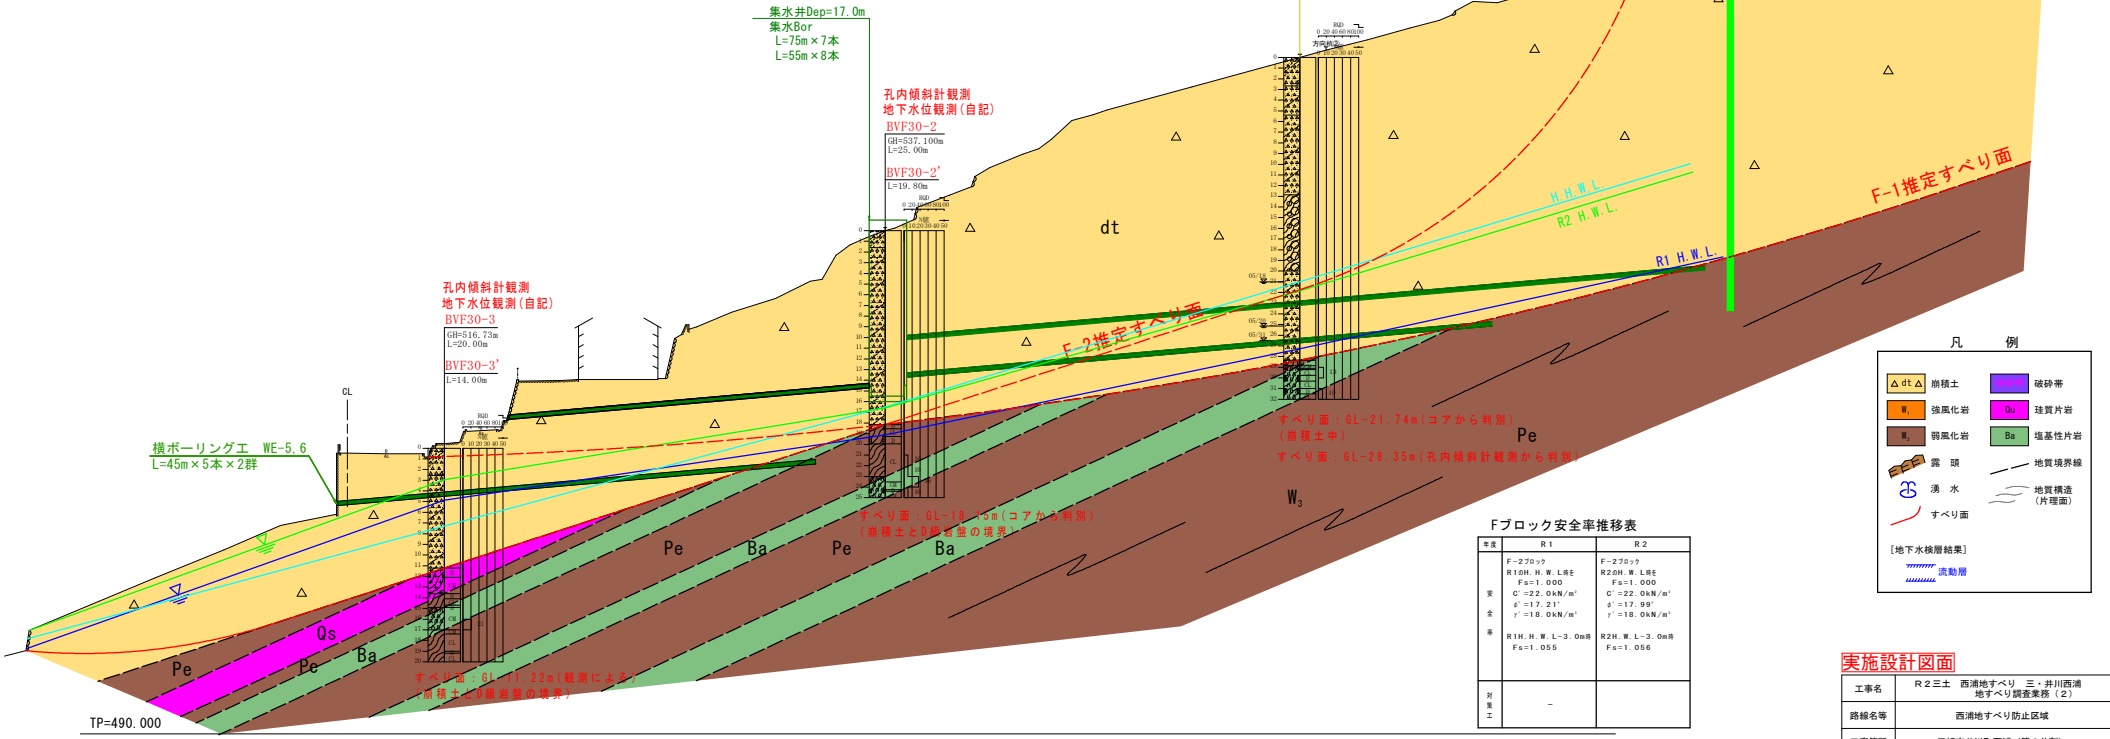 集水井Dep=17.0m
集水Bor
L=75m×7本
L=55m×8本
孔内傾斜計観測
地下水位観測(自記)
BVF30-2
GH=537.100m
L=25.00m
BVF30-2'
L=19.80m
孔内傾斜計観測
地下水位観測(自記)
BVF30-3
GH=516.73m
L=20.00m
BVF30-3'
L=14.00m
CL
横ボーリング工 WE-5,6
L=45m×5本×2群
dt
H.H.W.L.
R2 H.W.L.
R1 H.W.L.
F-1推定すべり面
F-2推定すべり面
05/18
05/20
05/31
すべり面：GL-21.74m(コアから判別)
(崩積土中)
すべり面：GL-28.35m(孔内傾斜計観測から判別)
すべり面：GL-18.15m(コアから判別)
(崩積土とD級岩盤の境界)
すべり面：GL-11.22m(観測による)
(崩積土とD級岩盤の境界)
Pe
W3
Pe
Ba
Pe
Ba
Qs
Pe
Pe
Ba
TP=490.000
凡 例
dt 崩積土
破砕帯
W1 強風化岩
Qu 珪質片岩
弱風化岩
Ba 塩基性片岩
露 頭
地質境界線
湧 水
地質構造
(片理面)
すべり面
[地下水検層結果]
流動層
Fブロック安全率推移表
年度 R1 R2
安全率
F-2ブロック
R1のH.H.W.L時を
Fs=1.000
C'=22.0kN/m²
φ'=17.21°
γ'=18.0kN/m³
R1H.H.W.L-3.0m時
Fs=1.055
F-2ブロック
R2のH.W.L時を
Fs=1.000
C'=22.0kN/m²
φ'=17.99°
γ'=18.0kN/m³
R2H.W.L-3.0m時
Fs=1.056
対策工 -
実施設計図面
工事名 R2三土 西浦地すべり 三・井川西浦
地すべり調査業務(2)
路線名等 西浦地すべり防止区域